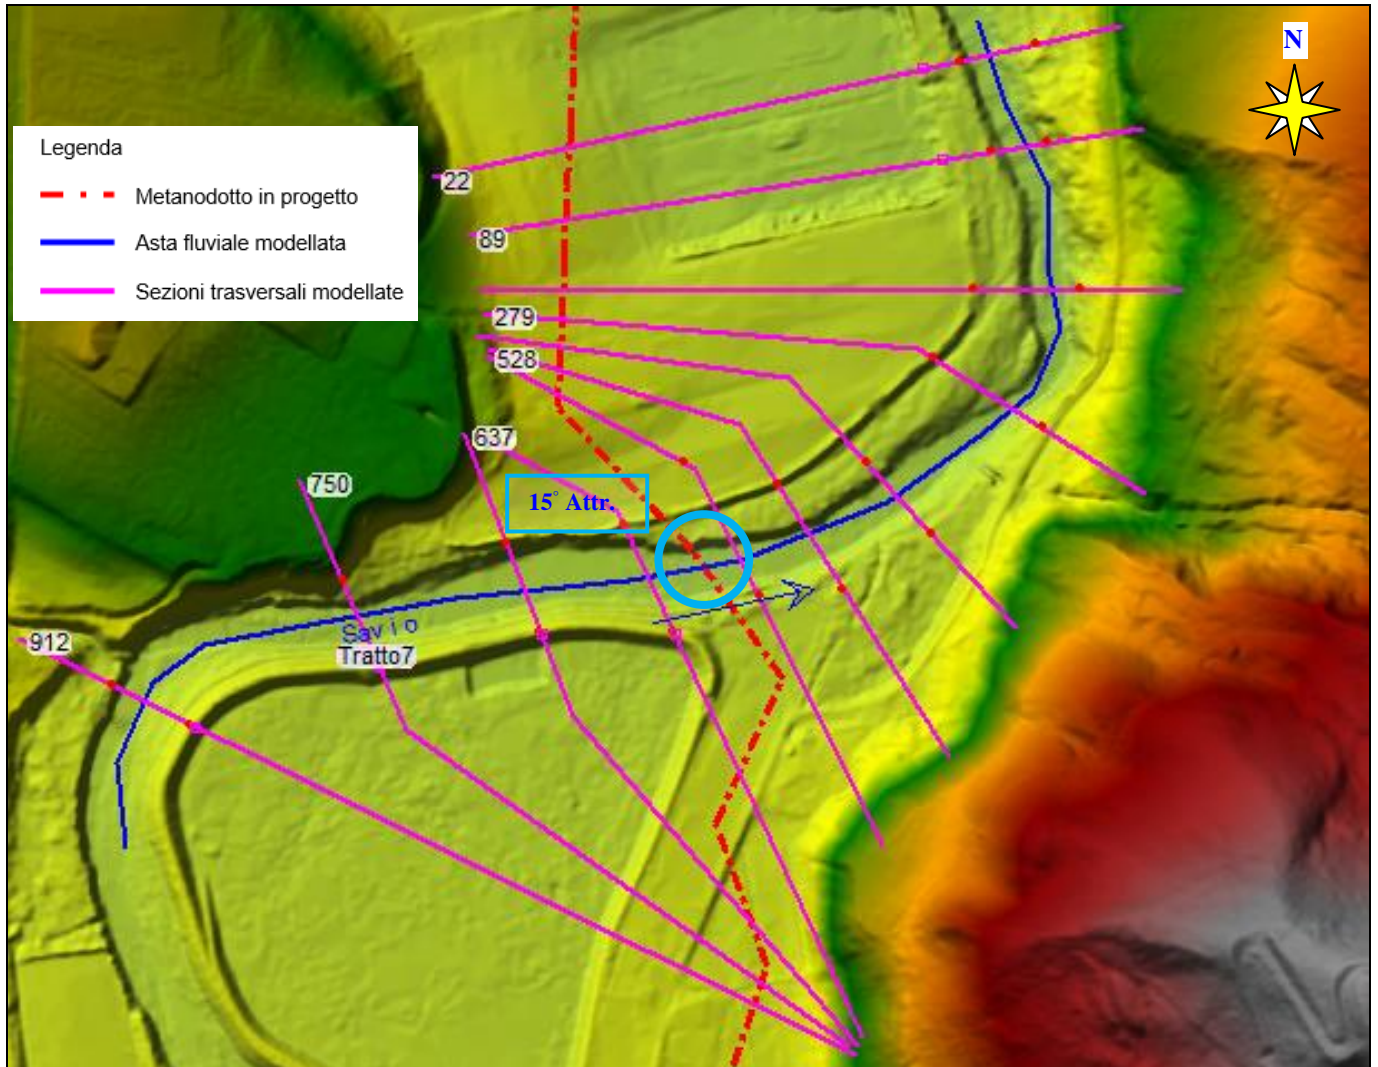 N
Legenda
Metanodotto in progetto
Asta fluviale modellata
Sezioni trasversali modellate
22
89
279
528
637
750
15° Attr.
912
Savio
Tratto7